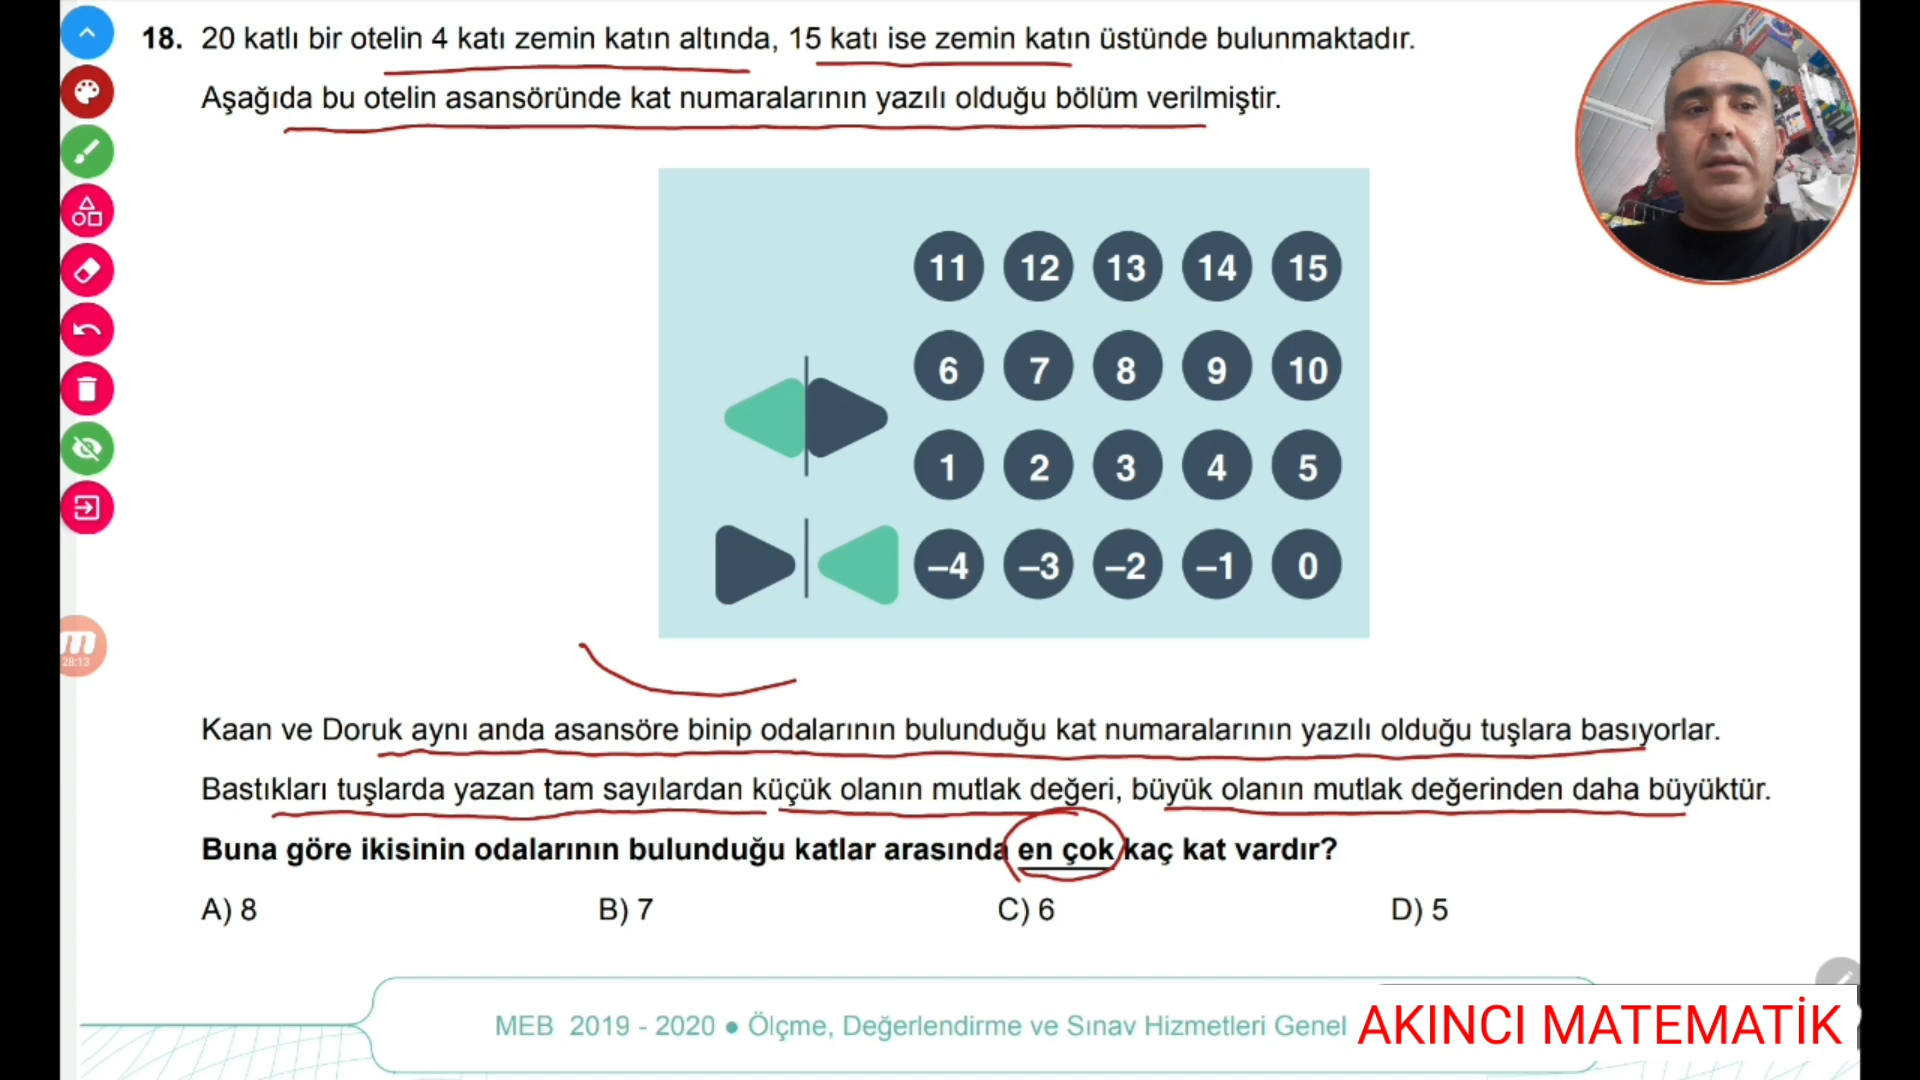 18. 20 katlı bir otelin 4 katı zemin katın altında, 15 katı ise zemin katın üstünde bulunmaktadır.
Aşağıda bu otelin asansöründe kat numaralarının yazılı olduğu bölüm verilmiştir.
11 12 13 14 15
6 7 8 9 10
1 2 3 4 5
–4 –3 –2 –1 0
m
28:13
Kaan ve Doruk aynı anda asansöre binip odalarının bulunduğu kat numaralarının yazılı olduğu tuşlara basıyorlar.
Bastıkları tuşlarda yazan tam sayılardan küçük olanın mutlak değeri, büyük olanın mutlak değerinden daha büyüktür.
Buna göre ikisinin odalarının bulunduğu katlar arasında en çok kaç kat vardır?
A) 8 B) 7 C) 6 D) 5
MEB 2019 - 2020 ● Ölçme, Değerlendirme ve Sınav Hizmetleri Genel
AKINCI MATEMATİK